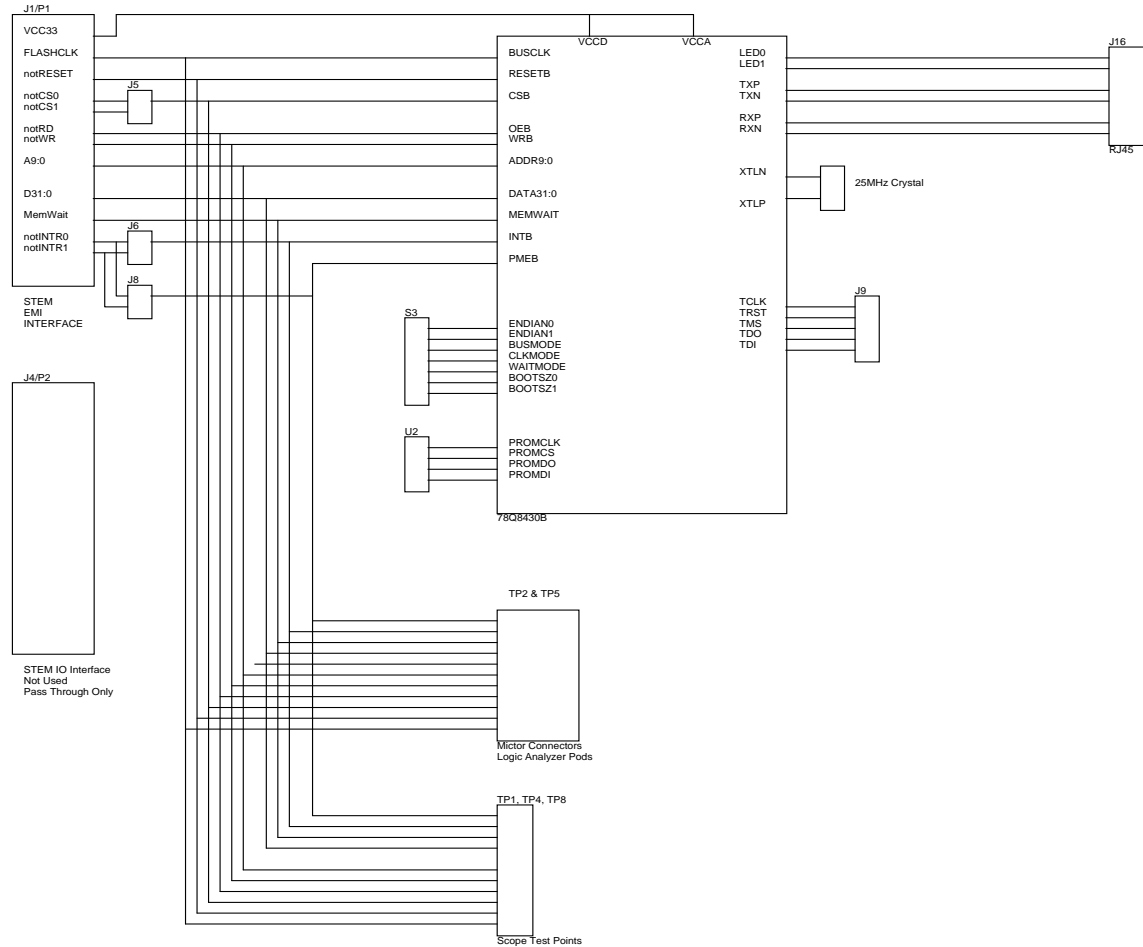 J1/P1
VCC33
FLASHCLK
notRESET
notCS0
notCS1
notRD
notWR
A9:0
D31:0
MemWait
notINTR0
notINTR1
STEM
EMI
INTERFACE
J5
J6
J8
J4/P2
STEM IO Interface
Not Used
Pass Through Only
VCCD
VCCA
BUSCLK
RESETB
CSB
OEB
WRB
ADDR9:0
DATA31:0
MEMWAIT
INTB
PMEB
S3
ENDIAN0
ENDIAN1
BUSMODE
CLKMODE
WAITMODE
BOOTSZ0
BOOTSZ1
U2
PROMCLK
PROMCS
PROMDO
PROMDI
78Q8430B
LED0
LED1
TXP
TXN
RXP
RXN
XTLN
XTLP
TCLK
TRST
TMS
TDO
TDI
J16
RJ45
25MHz Crystal
J9
TP2 & TP5
Mictor Connectors
Logic Analyzer Pods
TP1, TP4, TP8
Scope Test Points